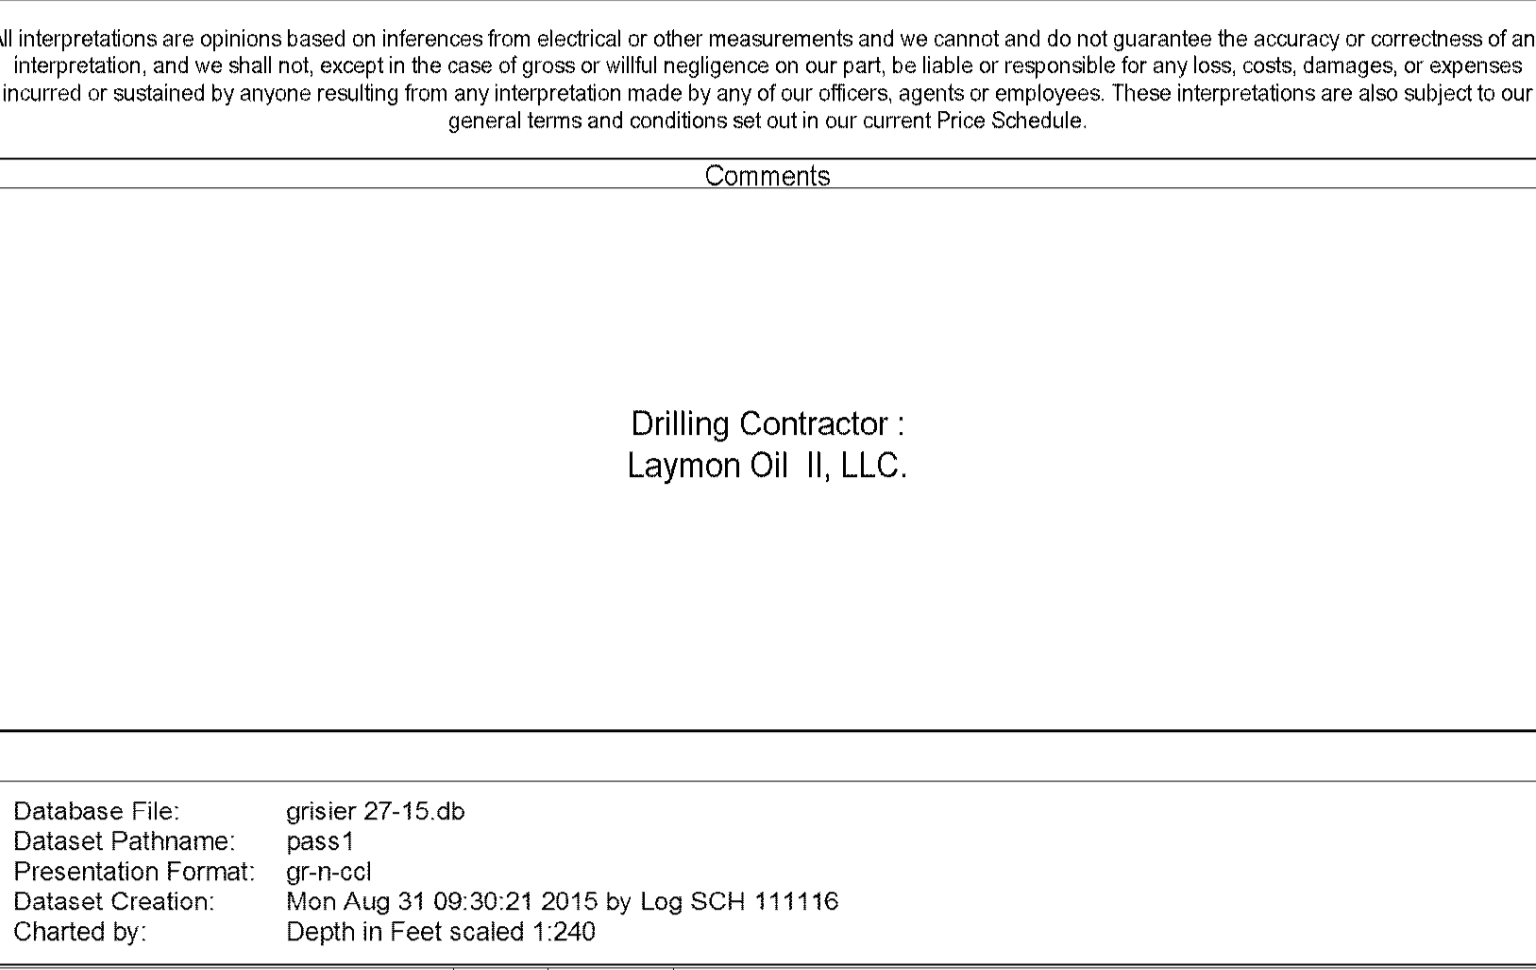 All interpretations are opinions based on inferences from electrical or other measurements and we cannot and do not guarantee the accuracy or correctness of an
interpretation, and we shall not, except in the case of gross or willful negligence on our part, be liable or responsible for any loss, costs, damages, or expenses
incurred or sustained by anyone resulting from any interpretation made by any of our officers, agents or employees. These interpretations are also subject to our
general terms and conditions set out in our current Price Schedule.
Comments
Drilling Contractor :
Laymon Oil II, LLC.
Database File: grisier 27-15.db
Dataset Pathname: pass1
Presentation Format: gr-n-ccl
Dataset Creation: Mon Aug 31 09:30:21 2015 by Log SCH 111116
Charted by: Depth in Feet scaled 1:240